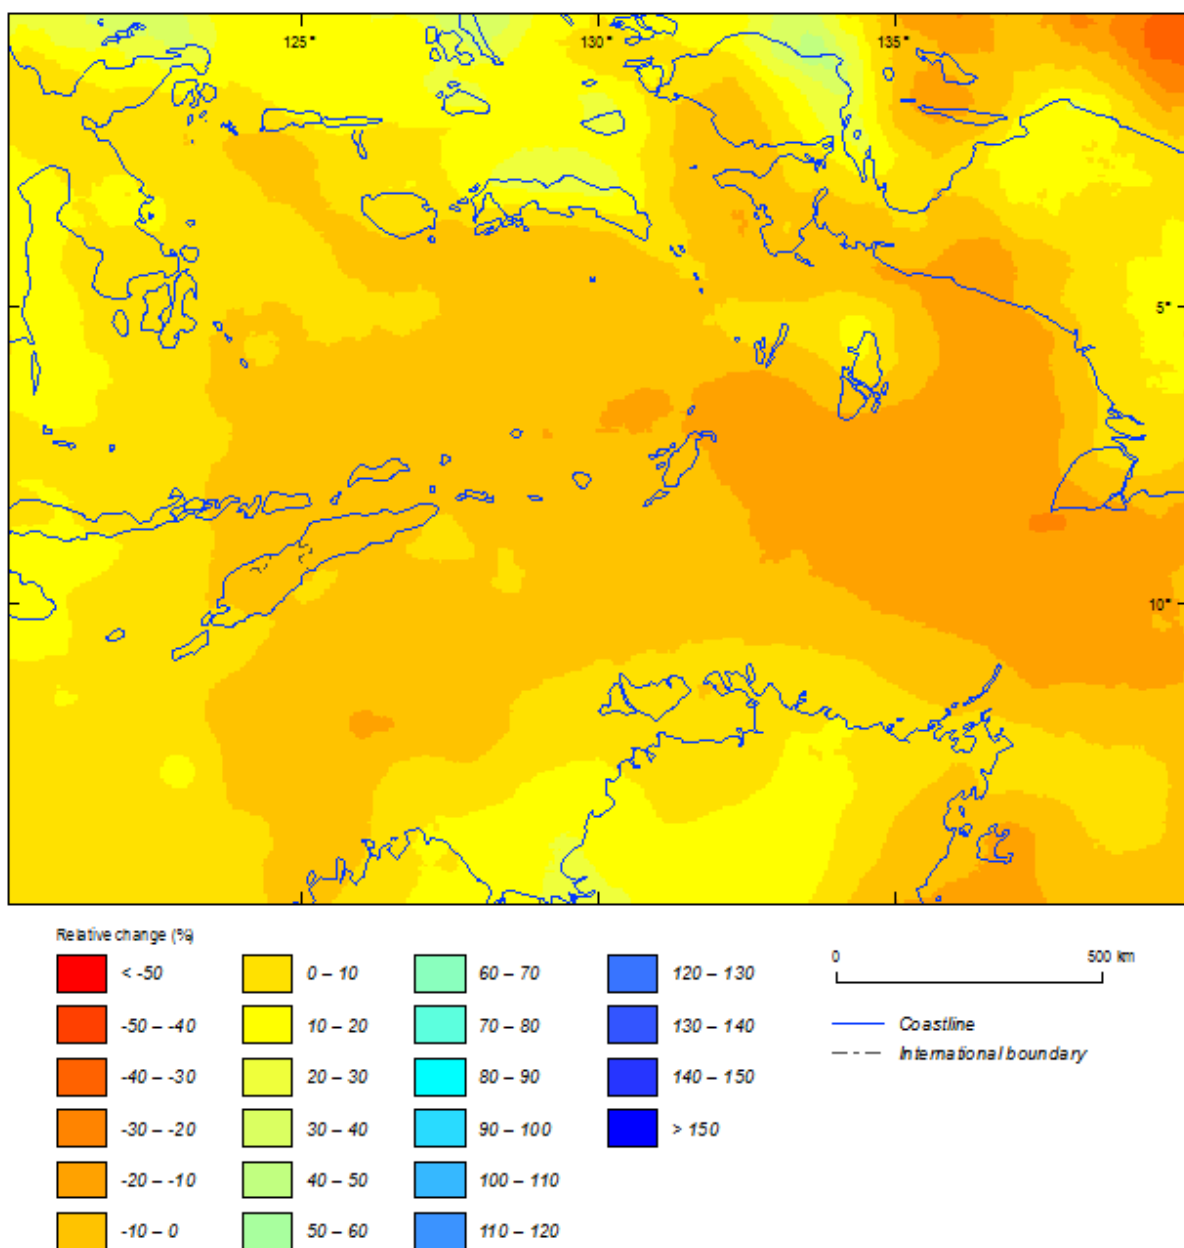 125° 130° 135°
5°
10°
Relative change (%)
< -50 0 – 10 60 – 70 120 – 130
-50 – -40 10 – 20 70 – 80 130 – 140
-40 – -30 20 – 30 80 – 90 140 – 150
-30 – -20 30 – 40 90 – 100 > 150
-20 – -10 40 – 50 100 – 110
-10 – 0 50 – 60 110 – 120
0 500 km
Coastline
International boundary